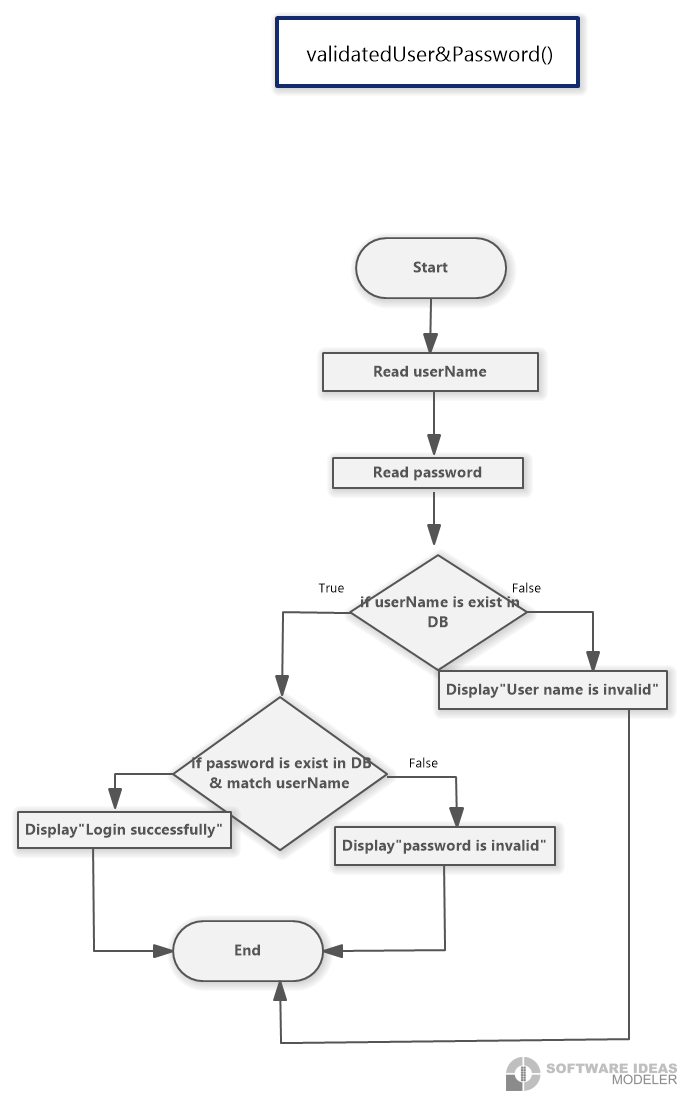 validatedUser&Password()
Start
Read userName
Read password
True
False
if userName is exist in
DB
Display"User name is invalid"
if password is exist in DB
& match userName
False
Display"Login successfully"
Display"password is invalid"
End
SOFTWARE IDEAS
MODELER